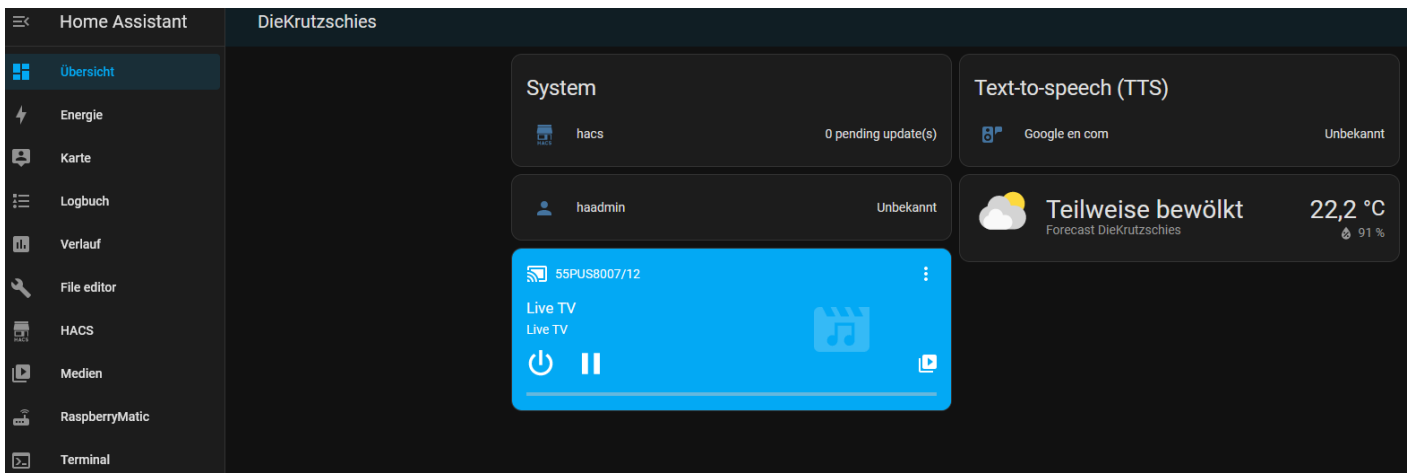 Home Assistant
DieKrutzschies
Übersicht
Energie
Karte
Logbuch
Verlauf
File editor
HACS
HACS
Medien
RaspberryMatic
Terminal
System
HACS
hacs 0 pending update(s)
haadmin Unbekannt
55PUS8007/12
Live TV
Live TV
Text-to-speech (TTS)
Google en com Unbekannt
Teilweise bewölkt 22,2 °C
Forecast DieKrutzschies 91 %